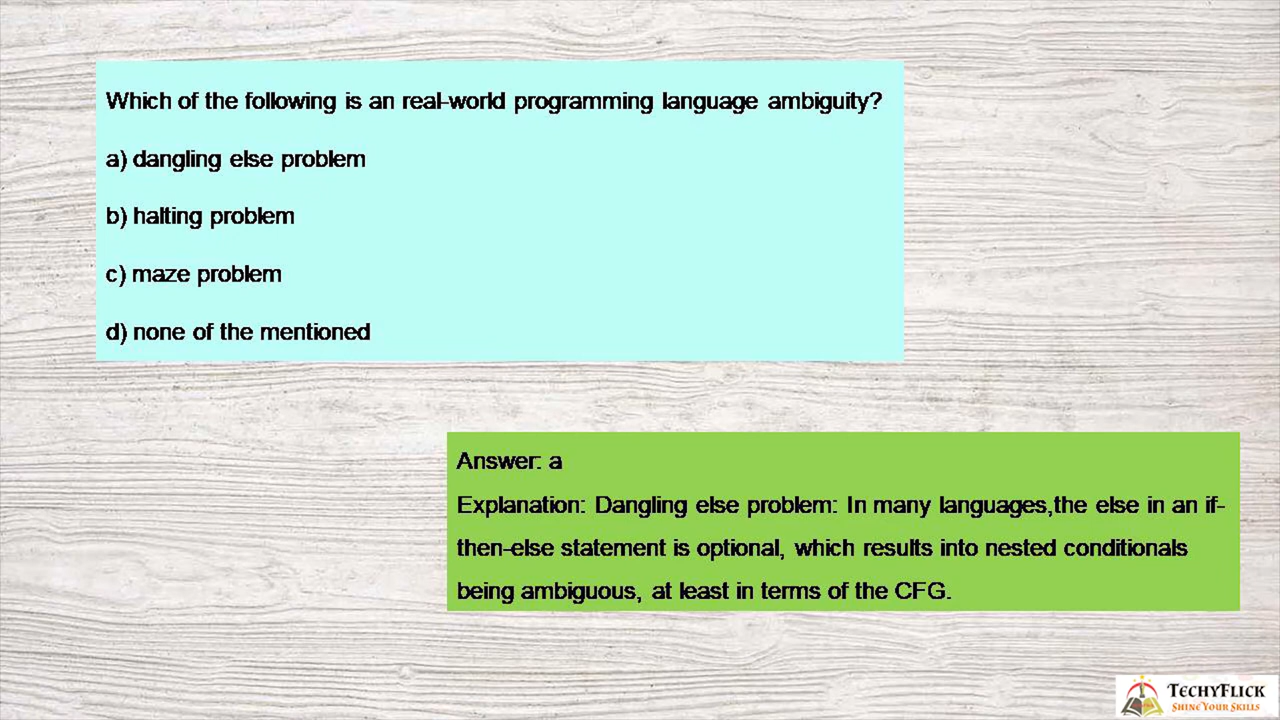 Which of the following is an real-world programming language ambiguity?
a) dangling else problem
b) halting problem
c) maze problem
d) none of the mentioned
Answer: a
Explanation: Dangling else problem: In many languages,the else in an if-
then-else statement is optional, which results into nested conditionals
being ambiguous, at least in terms of the CFG.
TECHYFLICK
SHINE YOUR SKILLS